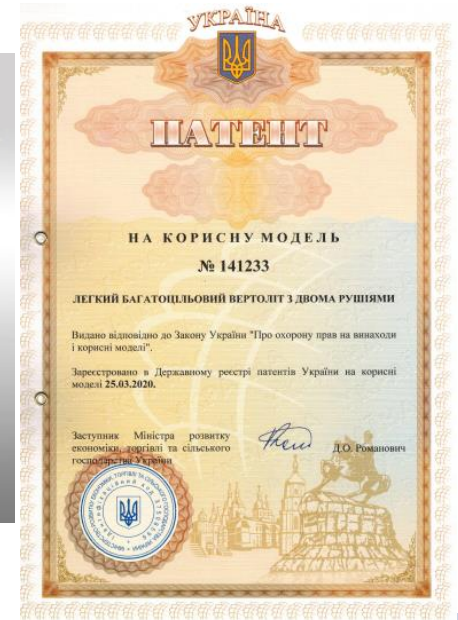 УКРАЇНА
ПАТЕНТ
НА КОРИСНУ МОДЕЛЬ
№ 141233
ЛЕГКИЙ БАГАТОЦІЛЬОВИЙ ВЕРТОЛІТ З ДВОМА РУШІЯМИ
Видано відповідно до Закону України "Про охорону прав на винаходи
і корисні моделі".
Зареєстровано в Державному реєстрі патентів України на корисні
моделі 25.03.2020.
Заступник Міністра розвитку
економіки, торгівлі та сільського
господарства України
Д.О. Романович